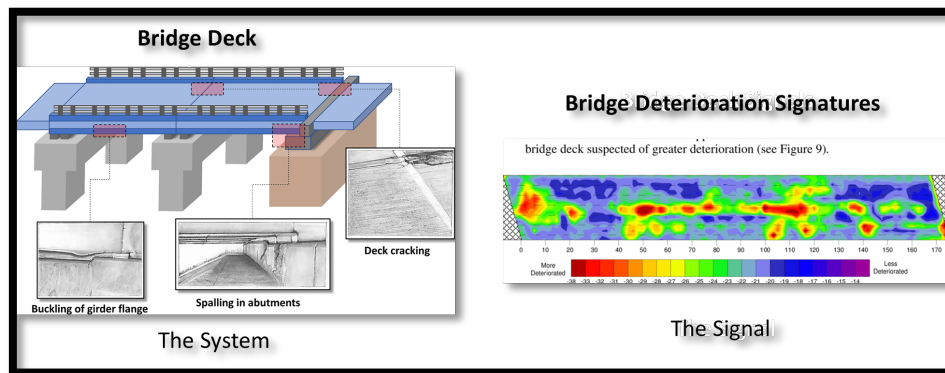 Bridge Deck
Deck cracking
Buckling of girder flange
Spalling in abutments
The System
Bridge Deterioration Signatures
bridge deck suspected of greater deterioration (see Figure 9).
0 10 20 30 40 50 60 70 80 90 100 110 120 130 140 150 160 170
More Deteriorated
Less Deteriorated
-38 -33 -32 -31 -30 -29 -28 -27 -26 -25 -24 -23 -22 -21 -20 -19 -18 -17 -16 -15 -14
The Signal